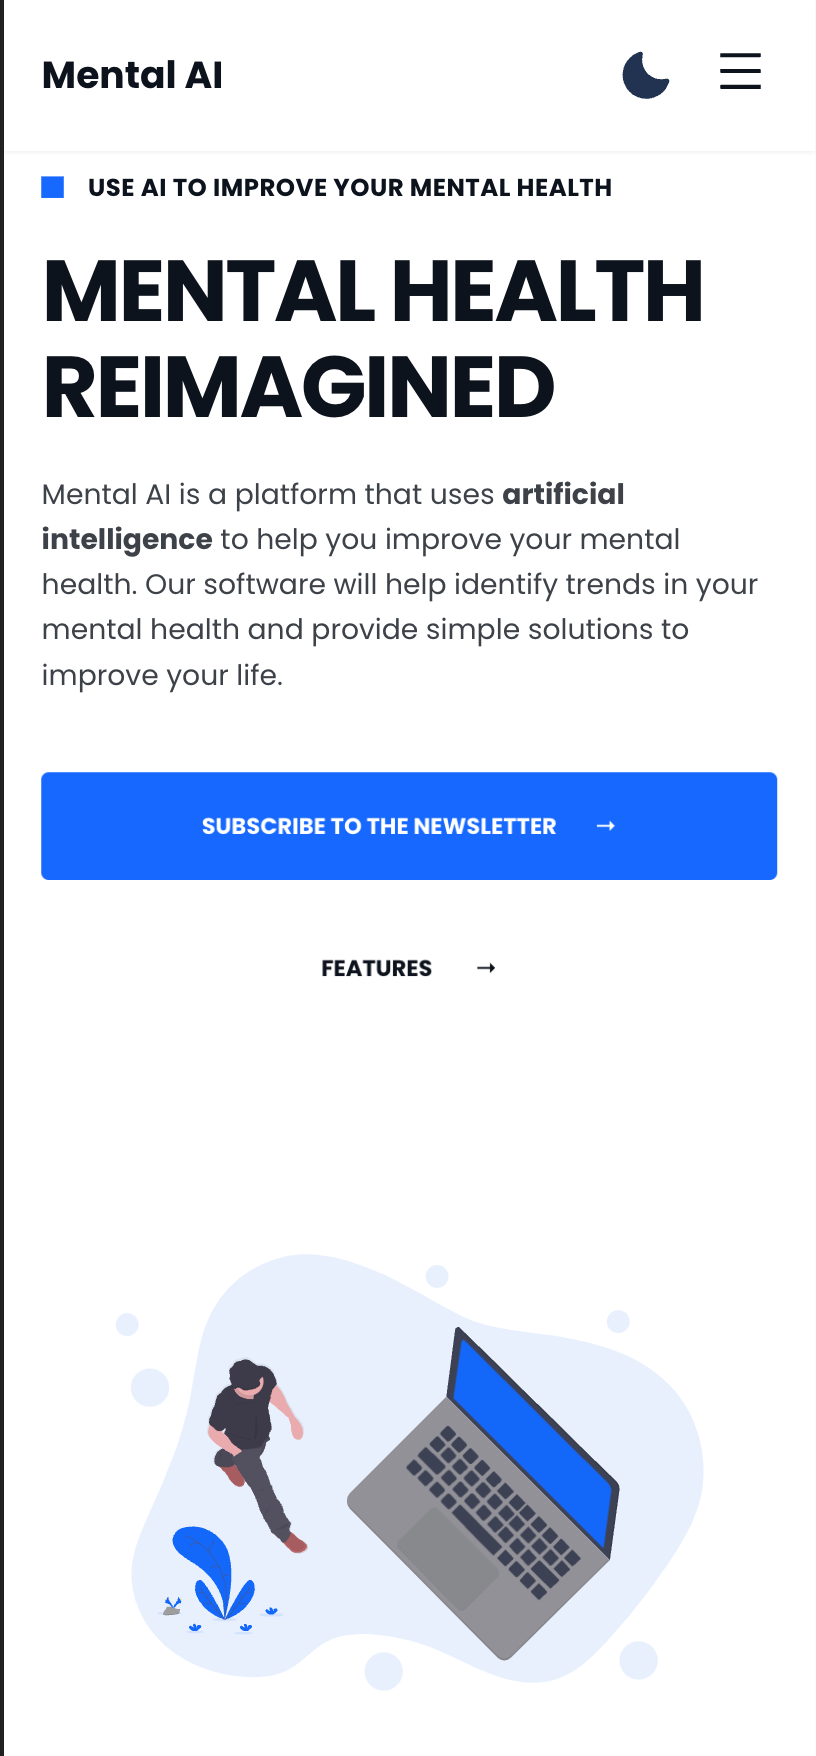 Mental AI
USE AI TO IMPROVE YOUR MENTAL HEALTH
MENTAL HEALTH
REIMAGINED
Mental AI is a platform that uses artificial
intelligence to help you improve your mental
health. Our software will help identify trends in your
mental health and provide simple solutions to
improve your life.
SUBSCRIBE TO THE NEWSLETTER →
FEATURES →